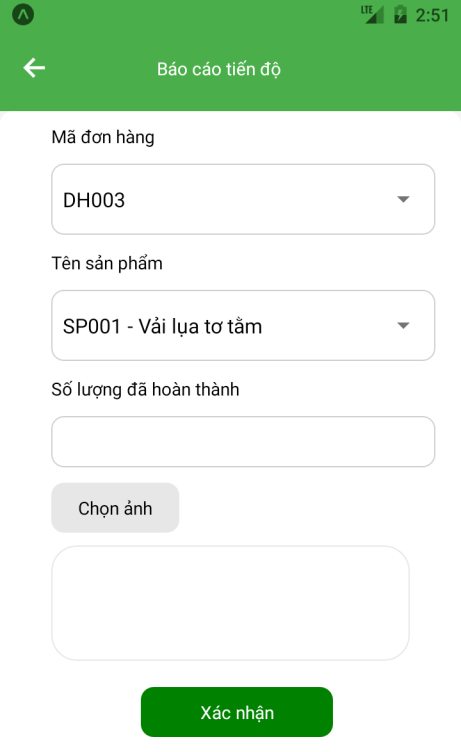 LTE 2:51
Báo cáo tiến độ
Mã đơn hàng
DH003
Tên sản phẩm
SP001 - Vải lụa tơ tằm
Số lượng đã hoàn thành
Chọn ảnh
Xác nhận